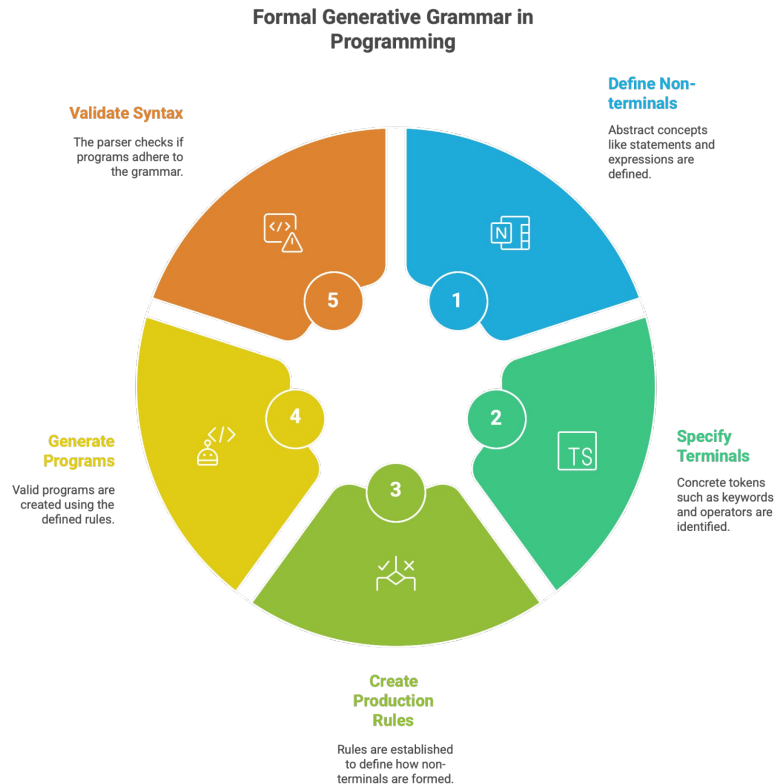 Formal Generative Grammar in
Programming
Define Non-
terminals
Abstract concepts
like statements and
expressions are
defined.
Validate Syntax
The parser checks if
programs adhere to
the grammar.
N
5
1
4
2
3
TS
Generate
Programs
Valid programs are
created using the
defined rules.
Specify
Terminals
Concrete tokens
such as keywords
and operators are
identified.
Create
Production
Rules
Rules are established
to define how non-
terminals are formed.